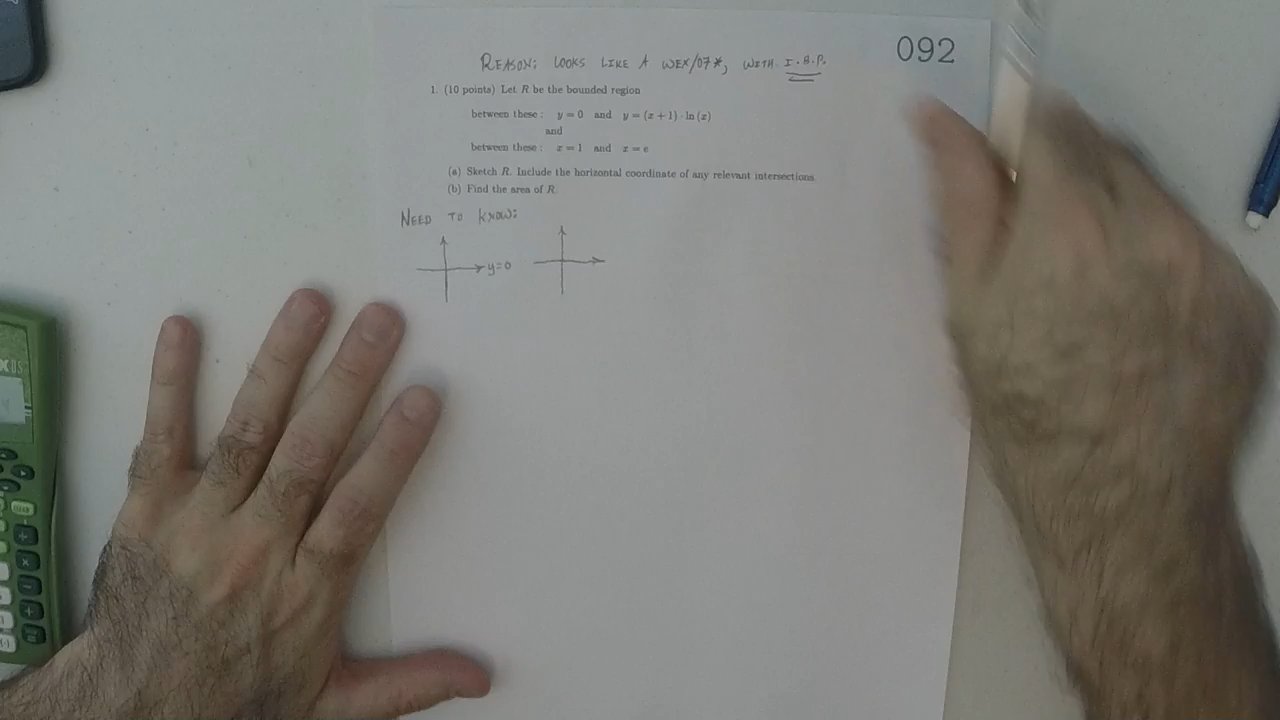 092
REASON: LOOKS LIKE A WEX/07*, WITH I.B.P.
1. (10 points) Let R be the bounded region
between these: y = 0 and y = (x + 1) · ln(x)
and
between these: x = 1 and x = e
(a) Sketch R. Include the horizontal coordinate of any relevant intersections.
(b) Find the area of R.
NEED TO KNOW:
y=0